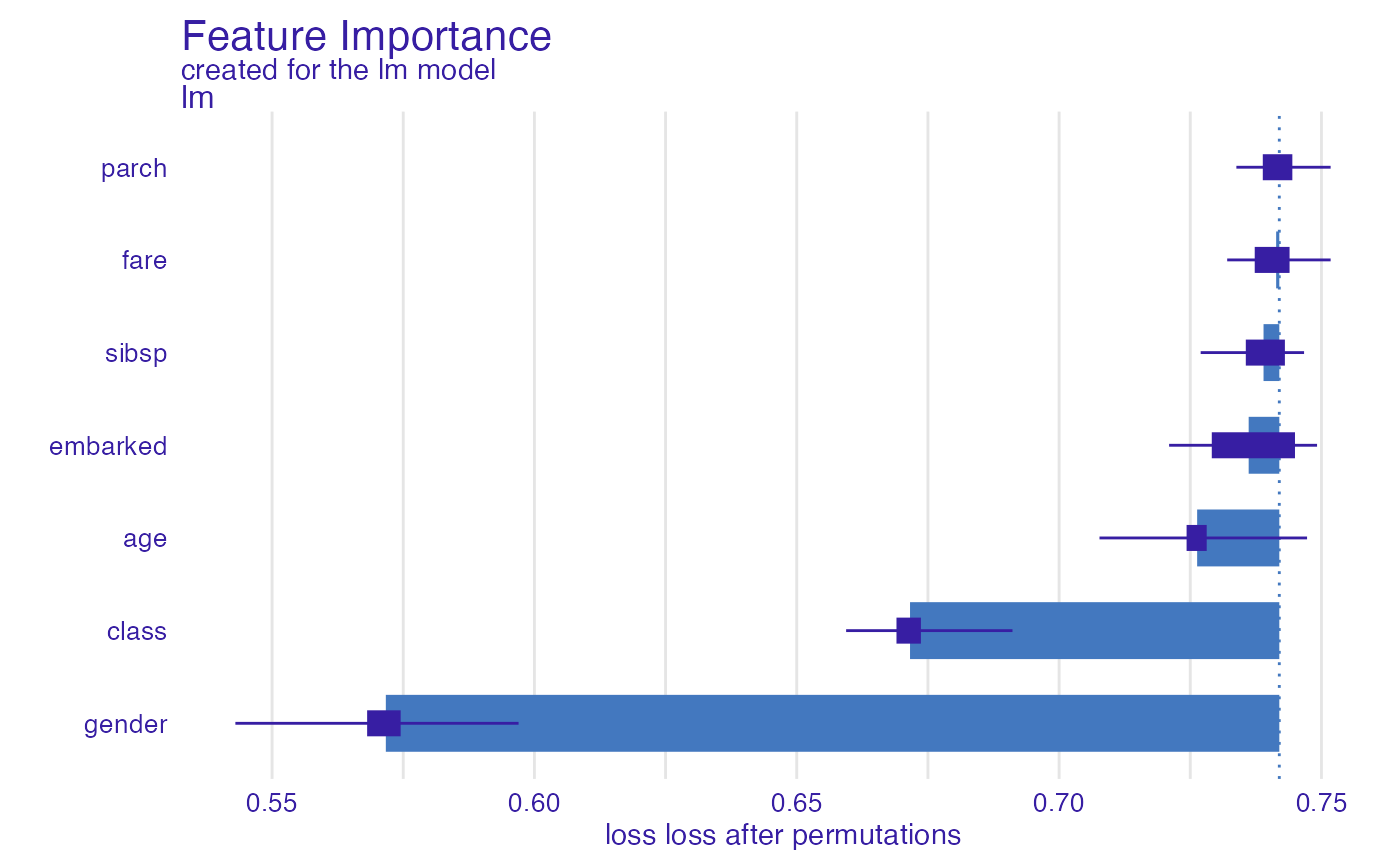 Feature Importance
created for the lm model
lm
parch
fare
sibsp
embarked
age
class
gender
0.55 0.60 0.65 0.70 0.75
loss loss after permutations